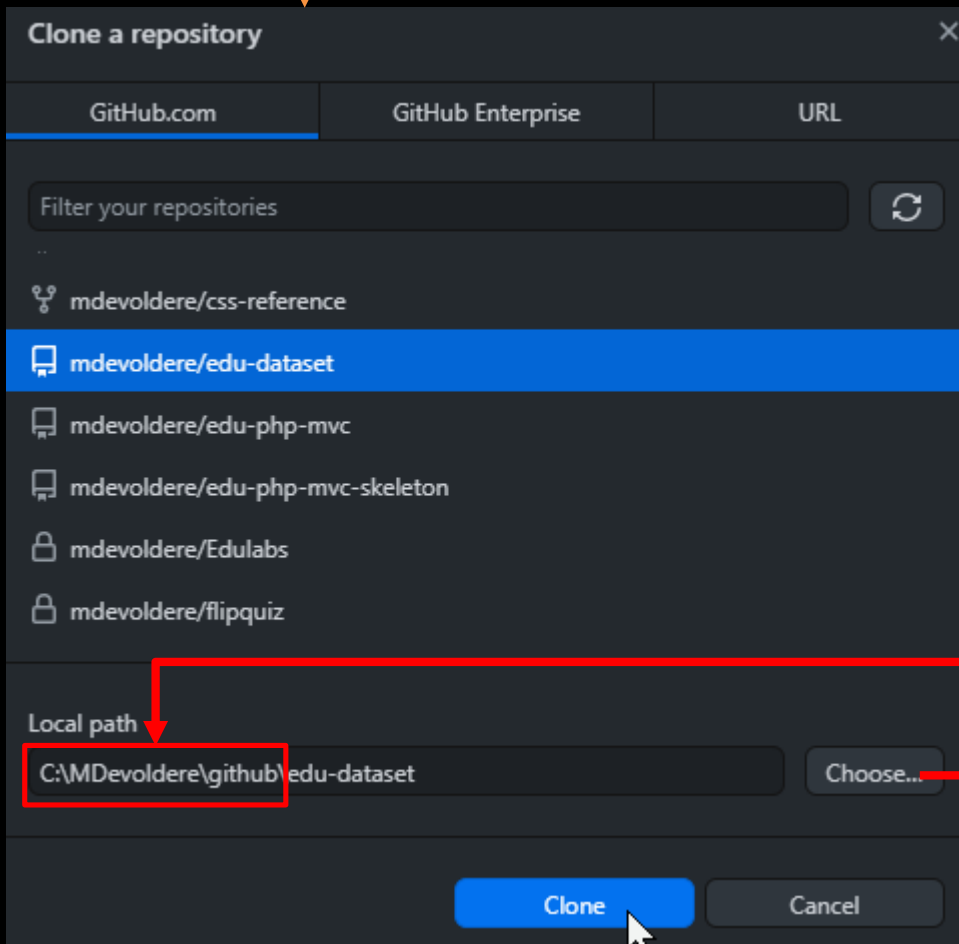 Clone a repository
GitHub.com
GitHub Enterprise
URL
Filter your repositories
mdevoldere/css-reference
mdevoldere/edu-dataset
mdevoldere/edu-php-mvc
mdevoldere/edu-php-mvc-skeleton
mdevoldere/Edulabs
mdevoldere/flipquiz
Local path
C:\MDevoldere\github\edu-dataset
Choose...
Clone
Cancel